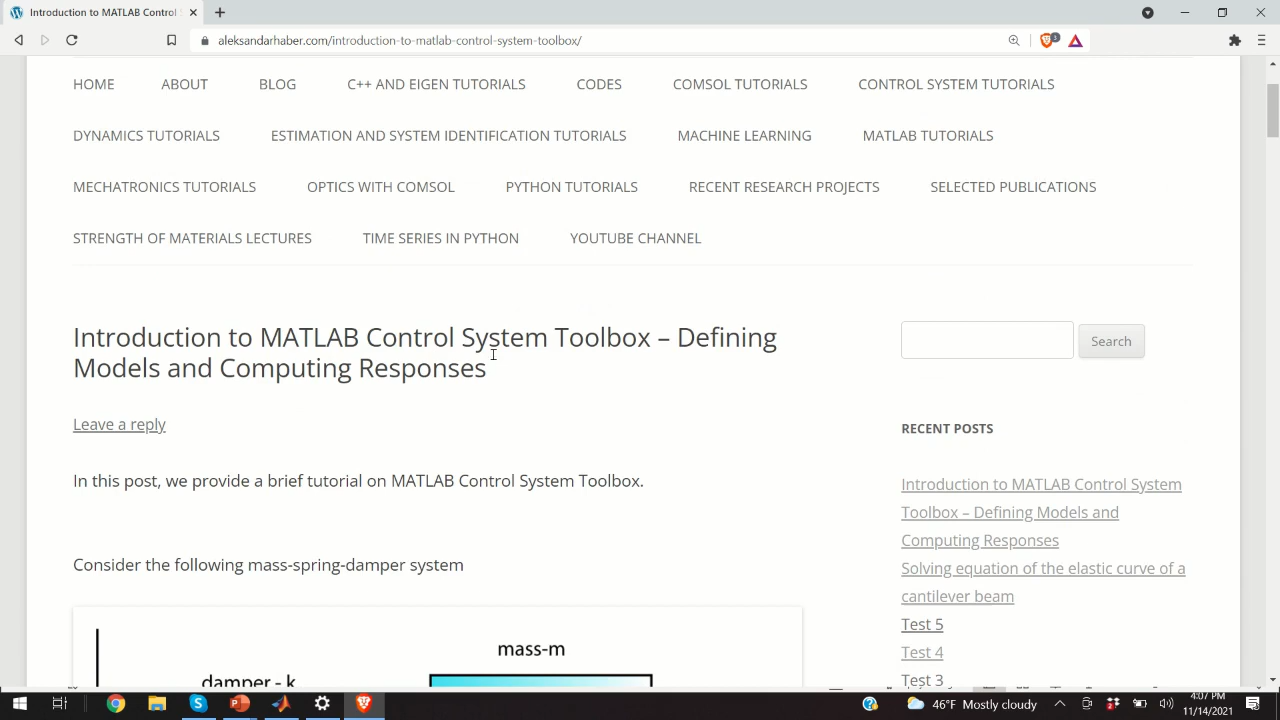 Introduction to MATLAB Control S
aleksandarhaber.com/introduction-to-matlab-control-system-toolbox/
3
HOME ABOUT BLOG C++ AND EIGEN TUTORIALS CODES COMSOL TUTORIALS CONTROL SYSTEM TUTORIALS
DYNAMICS TUTORIALS ESTIMATION AND SYSTEM IDENTIFICATION TUTORIALS MACHINE LEARNING MATLAB TUTORIALS
MECHATRONICS TUTORIALS OPTICS WITH COMSOL PYTHON TUTORIALS RECENT RESEARCH PROJECTS SELECTED PUBLICATIONS
STRENGTH OF MATERIALS LECTURES TIME SERIES IN PYTHON YOUTUBE CHANNEL
Introduction to MATLAB Control System Toolbox – Defining
Models and Computing Responses
Leave a reply
In this post, we provide a brief tutorial on MATLAB Control System Toolbox.
Consider the following mass-spring-damper system
mass-m
damper - k
Search
RECENT POSTS
Introduction to MATLAB Control System
Toolbox – Defining Models and
Computing Responses
Solving equation of the elastic curve of a
cantilever beam
Test 5
Test 4
Test 3
46°F Mostly cloudy
4:07 PM
11/14/2021